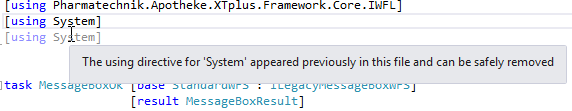 [using Pharmatechnik.Apotheke.XTplus.Framework.Core.IWFL]
[using System]
[using System]
The using directive for 'System' appeared previously in this file and can be safely removed
task MessageBoxOk [base StandardWFS : ILegacyMessageBoxWFS]
[result MessageBoxResult]